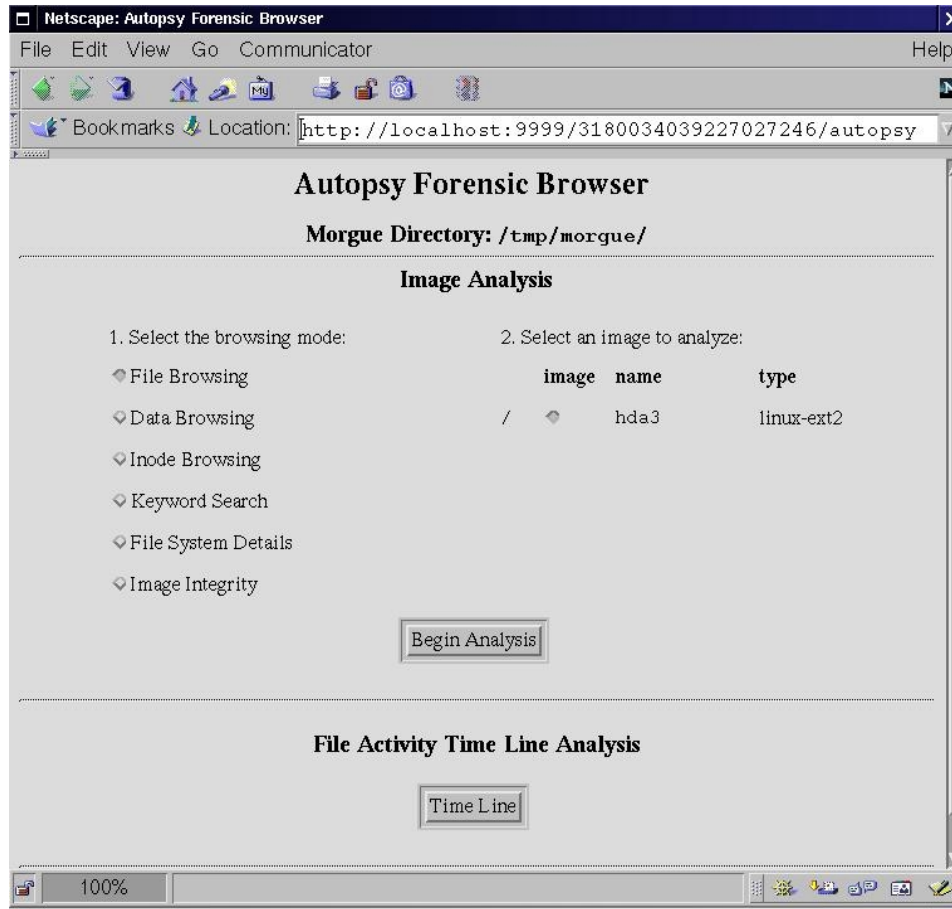 Netscape: Autopsy Forensic Browser
File Edit View Go Communicator Help
Bookmarks Location: http://localhost:9999/3180034039227027246/autopsy
Autopsy Forensic Browser
Morgue Directory: /tmp/morgue/
Image Analysis
1. Select the browsing mode:
2. Select an image to analyze:
File Browsing
image name type
Data Browsing
/ hda3 linux-ext2
Inode Browsing
Keyword Search
File System Details
Image Integrity
Begin Analysis
File Activity Time Line Analysis
Time Line
100%